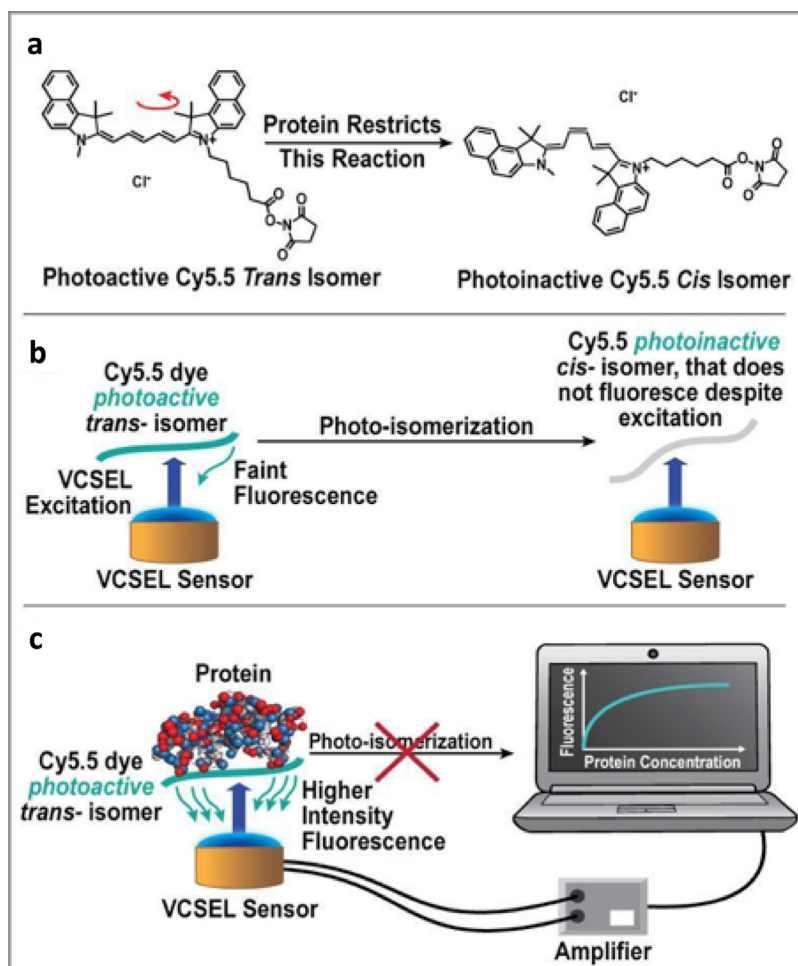 a
N
N⁺
Cl⁻
O
O
N
O
O
Photoactive Cy5.5 Trans Isomer
Protein Restricts
This Reaction
Cl⁻
N
N⁺
O
O
N
O
O
Photoinactive Cy5.5 Cis Isomer
b
Cy5.5 dye
photoactive
trans- isomer
VCSEL
Excitation
Faint
Fluorescence
VCSEL Sensor
Photo-isomerization
Cy5.5 photoinactive
cis- isomer, that does
not fluoresce despite
excitation
VCSEL Sensor
c
Protein
Cy5.5 dye
photoactive
trans- isomer
Photo-isomerization
Higher
Intensity
Fluorescence
VCSEL Sensor
Fluorescence
Protein Concentration
Amplifier